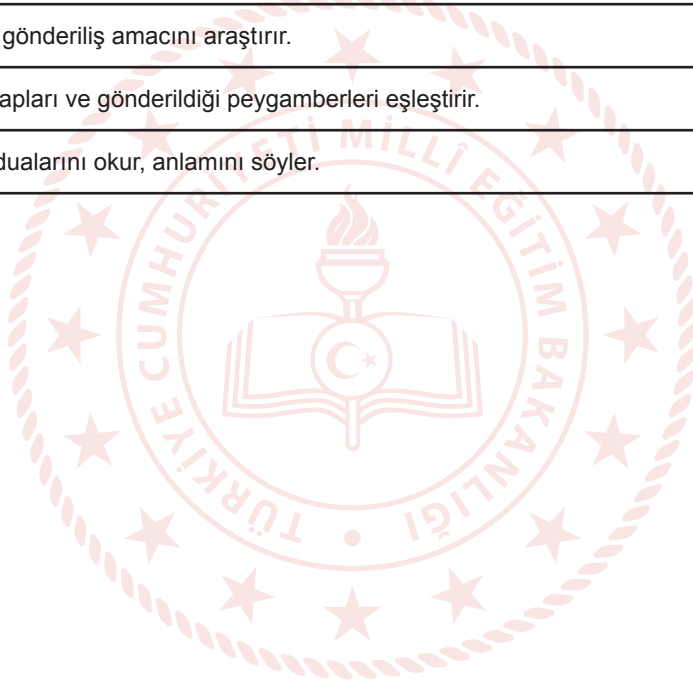 gönderiliş amacını araştırır.
apları ve gönderildiği peygamberleri eşleştirir.
dualarını okur, anlamını söyler.
TÜRKİYE CUMHURİYETİ MİLLÎ EĞİTİM BAKANLIĞI